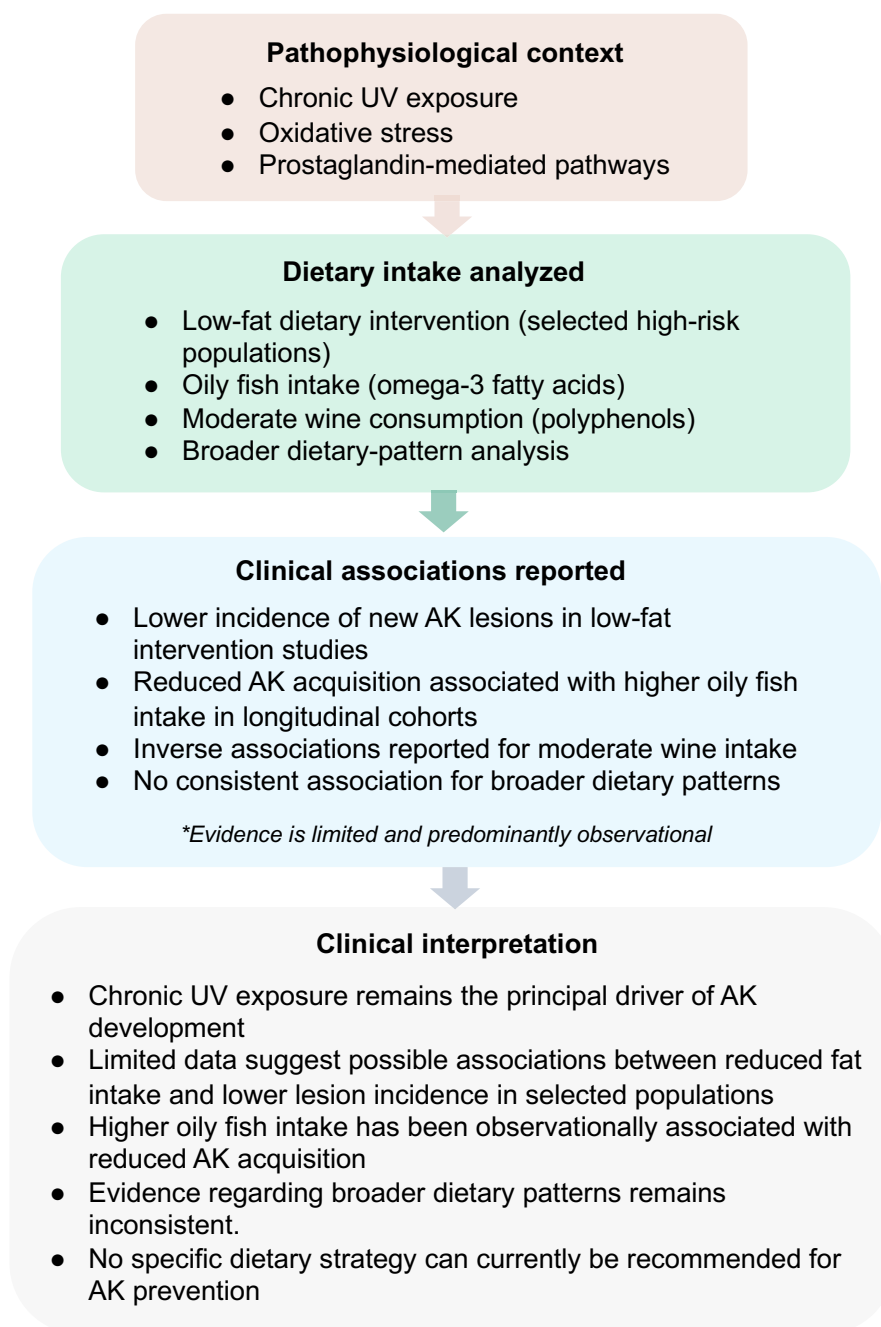 Pathophysiological context
● Chronic UV exposure
● Oxidative stress
● Prostaglandin-mediated pathways
Dietary intake analyzed
● Low-fat dietary intervention (selected high-risk
populations)
● Oily fish intake (omega-3 fatty acids)
● Moderate wine consumption (polyphenols)
● Broader dietary-pattern analysis
Clinical associations reported
● Lower incidence of new AK lesions in low-fat
intervention studies
● Reduced AK acquisition associated with higher oily fish
intake in longitudinal cohorts
● Inverse associations reported for moderate wine intake
● No consistent association for broader dietary patterns
*Evidence is limited and predominantly observational
Clinical interpretation
● Chronic UV exposure remains the principal driver of AK
development
● Limited data suggest possible associations between reduced fat
intake and lower lesion incidence in selected populations
● Higher oily fish intake has been observationally associated with
reduced AK acquisition
● Evidence regarding broader dietary patterns remains
inconsistent.
● No specific dietary strategy can currently be recommended for
AK prevention